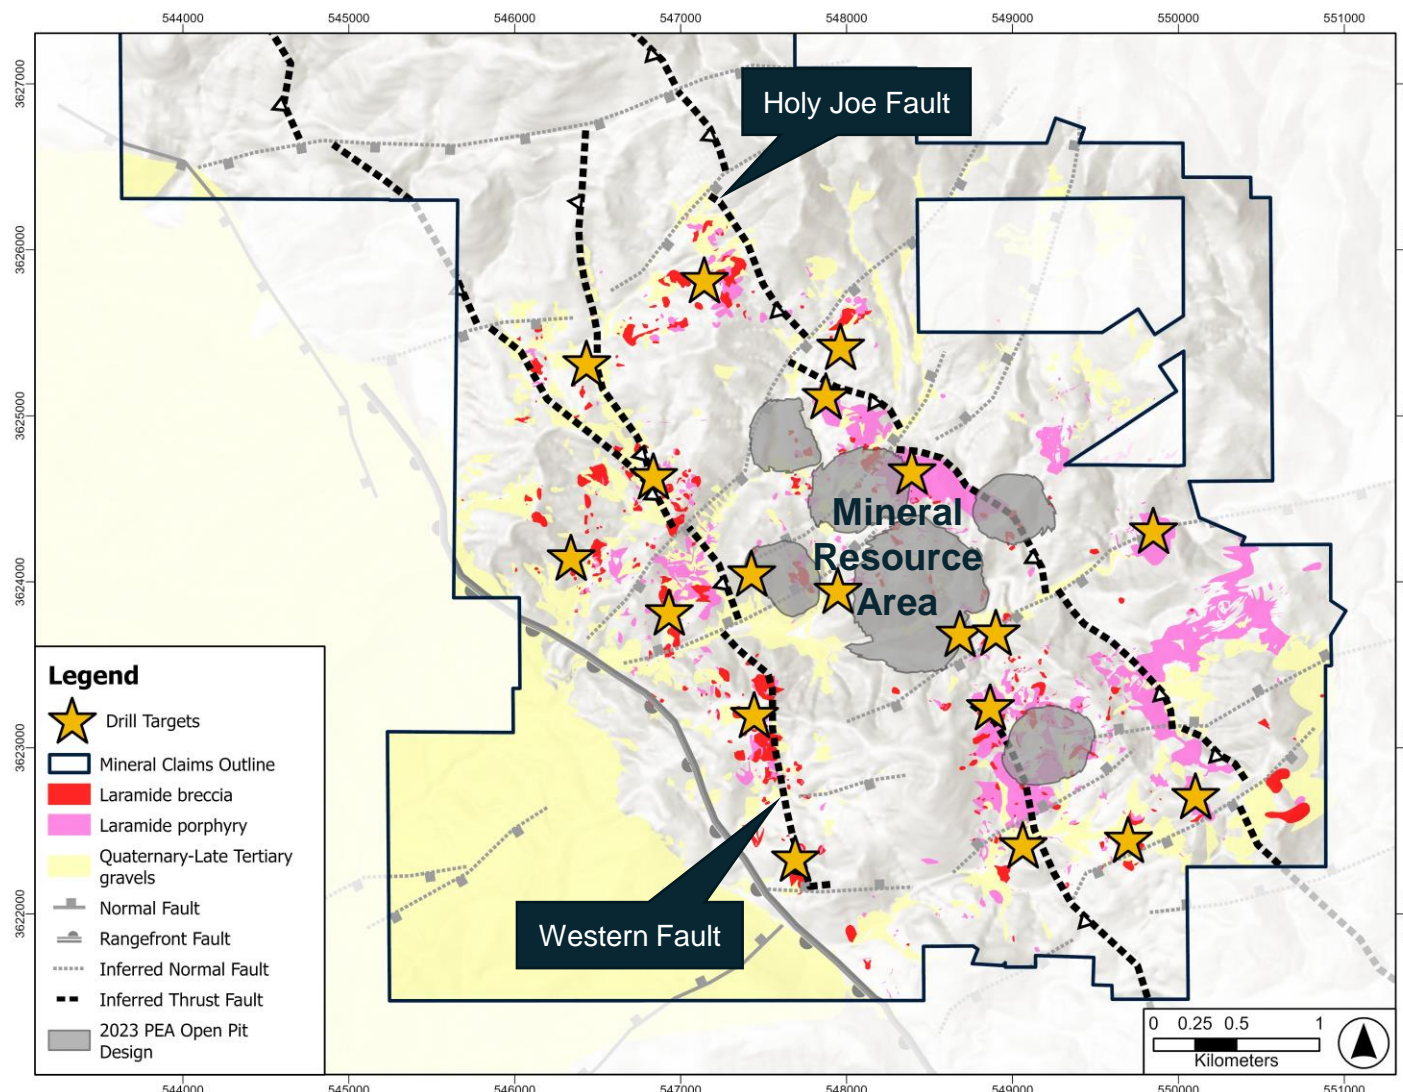 544000 545000 546000 547000 548000 549000 550000 551000
3627000
Holy Joe Fault
3626000
3625000
Mineral
Resource
Area
3624000
3623000
3622000
Western Fault
Legend
Drill Targets
Mineral Claims Outline
Laramide breccia
Laramide porphyry
Quaternary-Late Tertiary
gravels
Normal Fault
Rangefront Fault
Inferred Normal Fault
Inferred Thrust Fault
2023 PEA Open Pit
Design
0 0.25 0.5 1
Kilometers
544000 545000 546000 547000 548000 549000 550000 551000